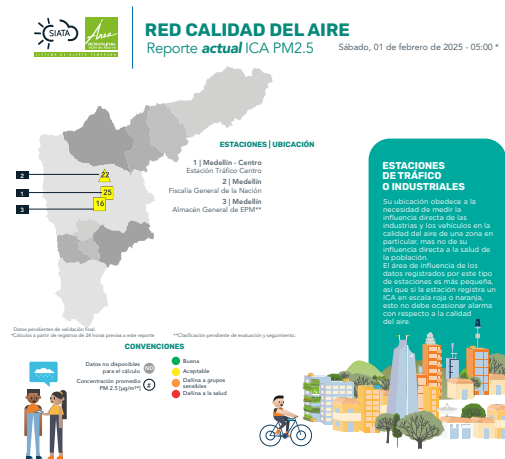 SIATA
Área
METROPOLITANA
Valle de Aburrá
RED CALIDAD DEL AIRE
Reporte actual ICA PM2.5
Sábado, 01 de febrero de 2025 - 05:00 *
ESTACIONES | UBICACIÓN
1 | Medellín - Centro
Estación Tráfico Centro
2 | Medellín
Fiscalía General de la Nación
3 | Medellín
Almacén General de EPM**
2
22
1
25
3
16
ESTACIONES
DE TRÁFICO
O INDUSTRIALES
Su ubicación obedece a la
necesidad de medir la
influencia directa de las
industrias y los vehículos en la
calidad del aire de una zona en
particular, mas no de su
influencia directa a la salud de
la población.
El área de influencia de los
datos registrados por este tipo
de estaciones es más pequeña,
así que si la estación registra un
ICA en escala roja o naranja,
esto no debe ocasionar alarma
con respecto a la calidad
del aire.
Datos pendientes de validación final.
*Cálculos a partir de registros de 24 horas previas a este reporte
**Clasificación pendiente de evaluación y seguimiento.
CONVENCIONES
Datos no disponibles
para el cálculo
ND
Concentración promedio
PM 2.5 (µg/m³)
#
Buena
Aceptable
Dañina a grupos
sensibles
Dañina a la salud